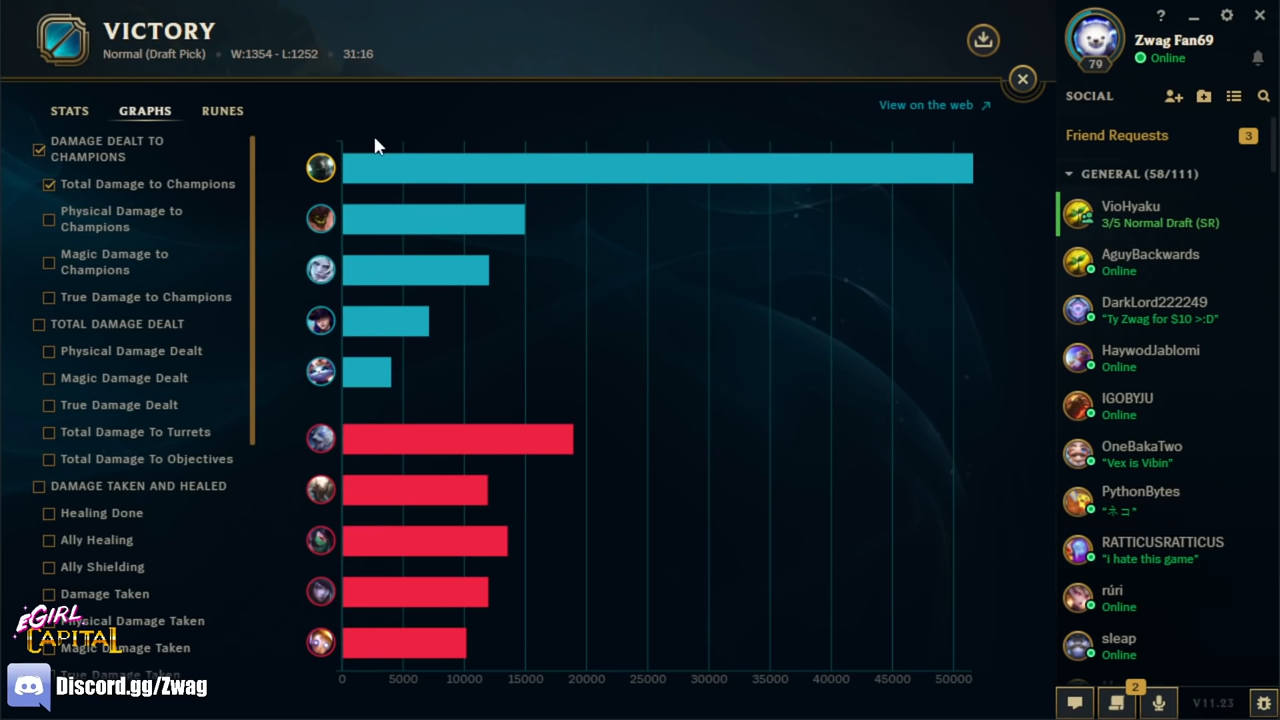 VICTORY
Normal (Draft Pick) • W:1354 - L:1252 • 31:16
STATS GRAPHS RUNES
View on the web
DAMAGE DEALT TO
CHAMPIONS
Total Damage to Champions
Physical Damage to
Champions
Magic Damage to
Champions
True Damage to Champions
TOTAL DAMAGE DEALT
Physical Damage Dealt
Magic Damage Dealt
True Damage Dealt
Total Damage To Turrets
Total Damage To Objectives
DAMAGE TAKEN AND HEALED
Healing Done
Ally Healing
Ally Shielding
Damage Taken
Physical Damage Taken
Magic Damage Taken
True Damage Taken
0 5000 10000 15000 20000 25000 30000 35000 40000 45000 50000
EGIRL
CAPITAL
Discord.gg/Zwag
?
79
Zwag Fan69
Online
SOCIAL
Friend Requests 3
GENERAL (58/111)
VioHyaku
3/5 Normal Draft (SR)
AguyBackwards
Online
DarkLord222249
"Ty Zwag for $10 >:D"
HaywodJablomi
Online
IGOBYJU
Online
OneBakaTwo
"Vex is Vibin"
PythonBytes
"ネコ"
RATTICUSRATTICUS
"i hate this game"
rúri
Online
sleap
Online
2
V11.23